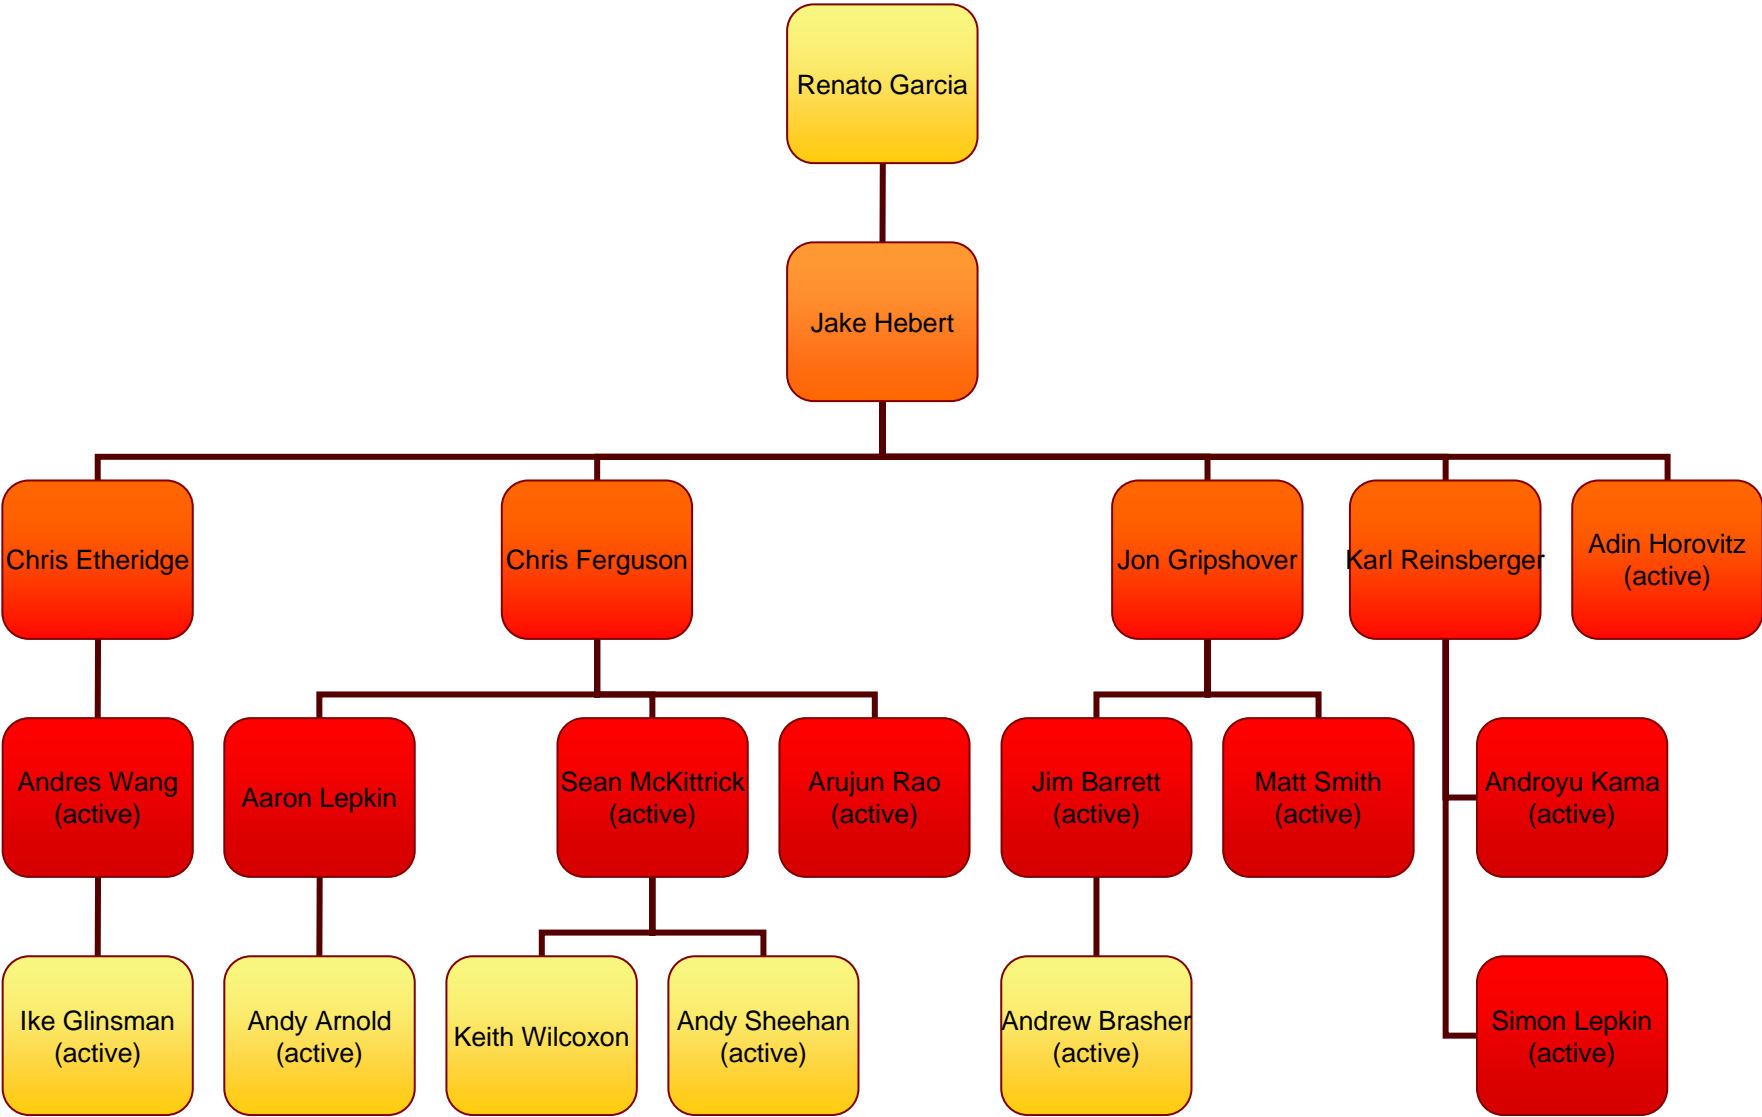 Renato Garcia
Jake Hebert
Chris Etheridge
Chris Ferguson
Jon Gripshover
Karl Reinsberger
Adin Horovitz
(active)
Andres Wang
(active)
Aaron Lepkin
Sean McKittrick
(active)
Arujun Rao
(active)
Jim Barrett
(active)
Matt Smith
(active)
Androyu Kama
(active)
Ike Glinsman
(active)
Andy Arnold
(active)
Keith Wilcoxon
Andy Sheehan
(active)
Andrew Brasher
(active)
Simon Lepkin
(active)